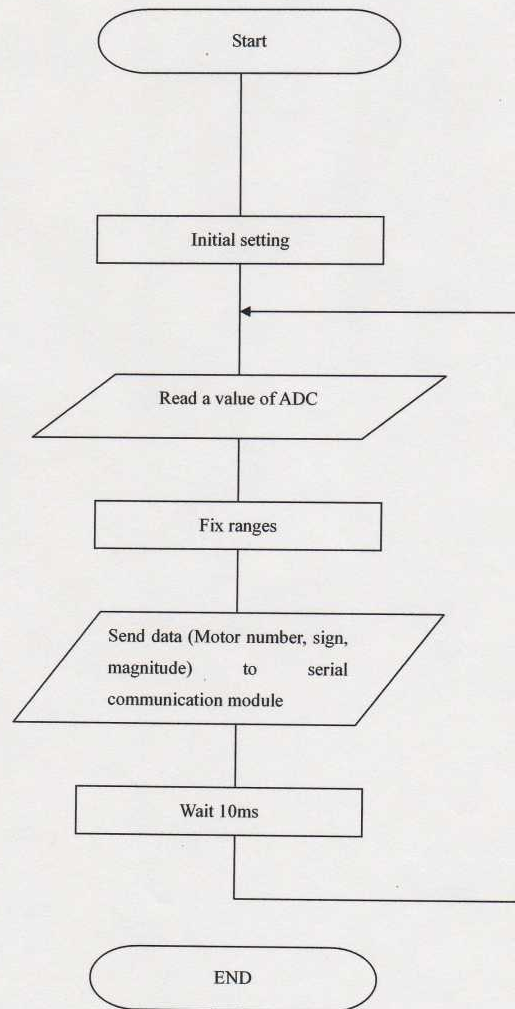 Start
Initial setting
Read a value of ADC
Fix ranges
Send data (Motor number, sign,
magnitude) to serial
communication module
Wait 10ms
END